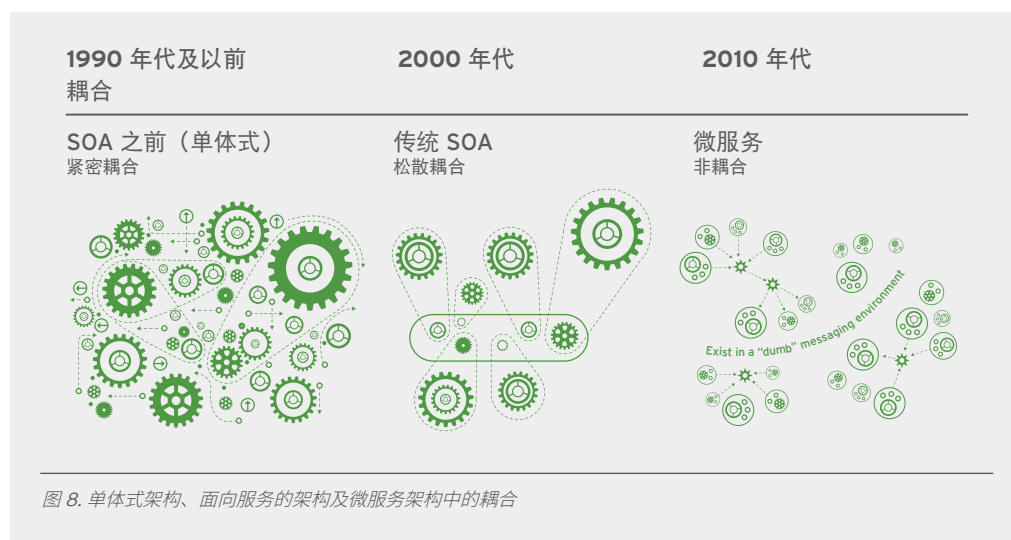 1990 年代及以前
耦合
2000 年代
2010 年代
SOA 之前（单体式）
紧密耦合
传统 SOA
松散耦合
微服务
非耦合
Exist in a “dumb” messaging environment
图 8. 单体式架构、面向服务的架构及微服务架构中的耦合